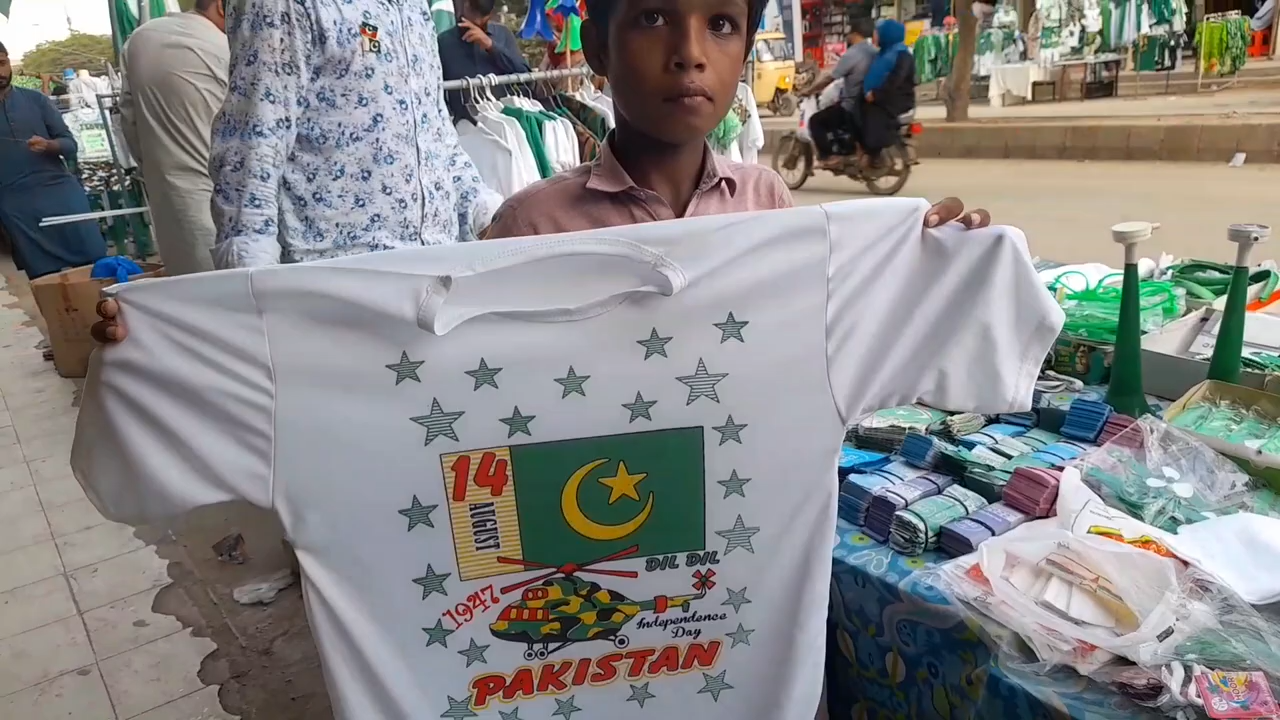 14
AUGUST
DIL DIL
1947
Independence
Day
PAKISTAN